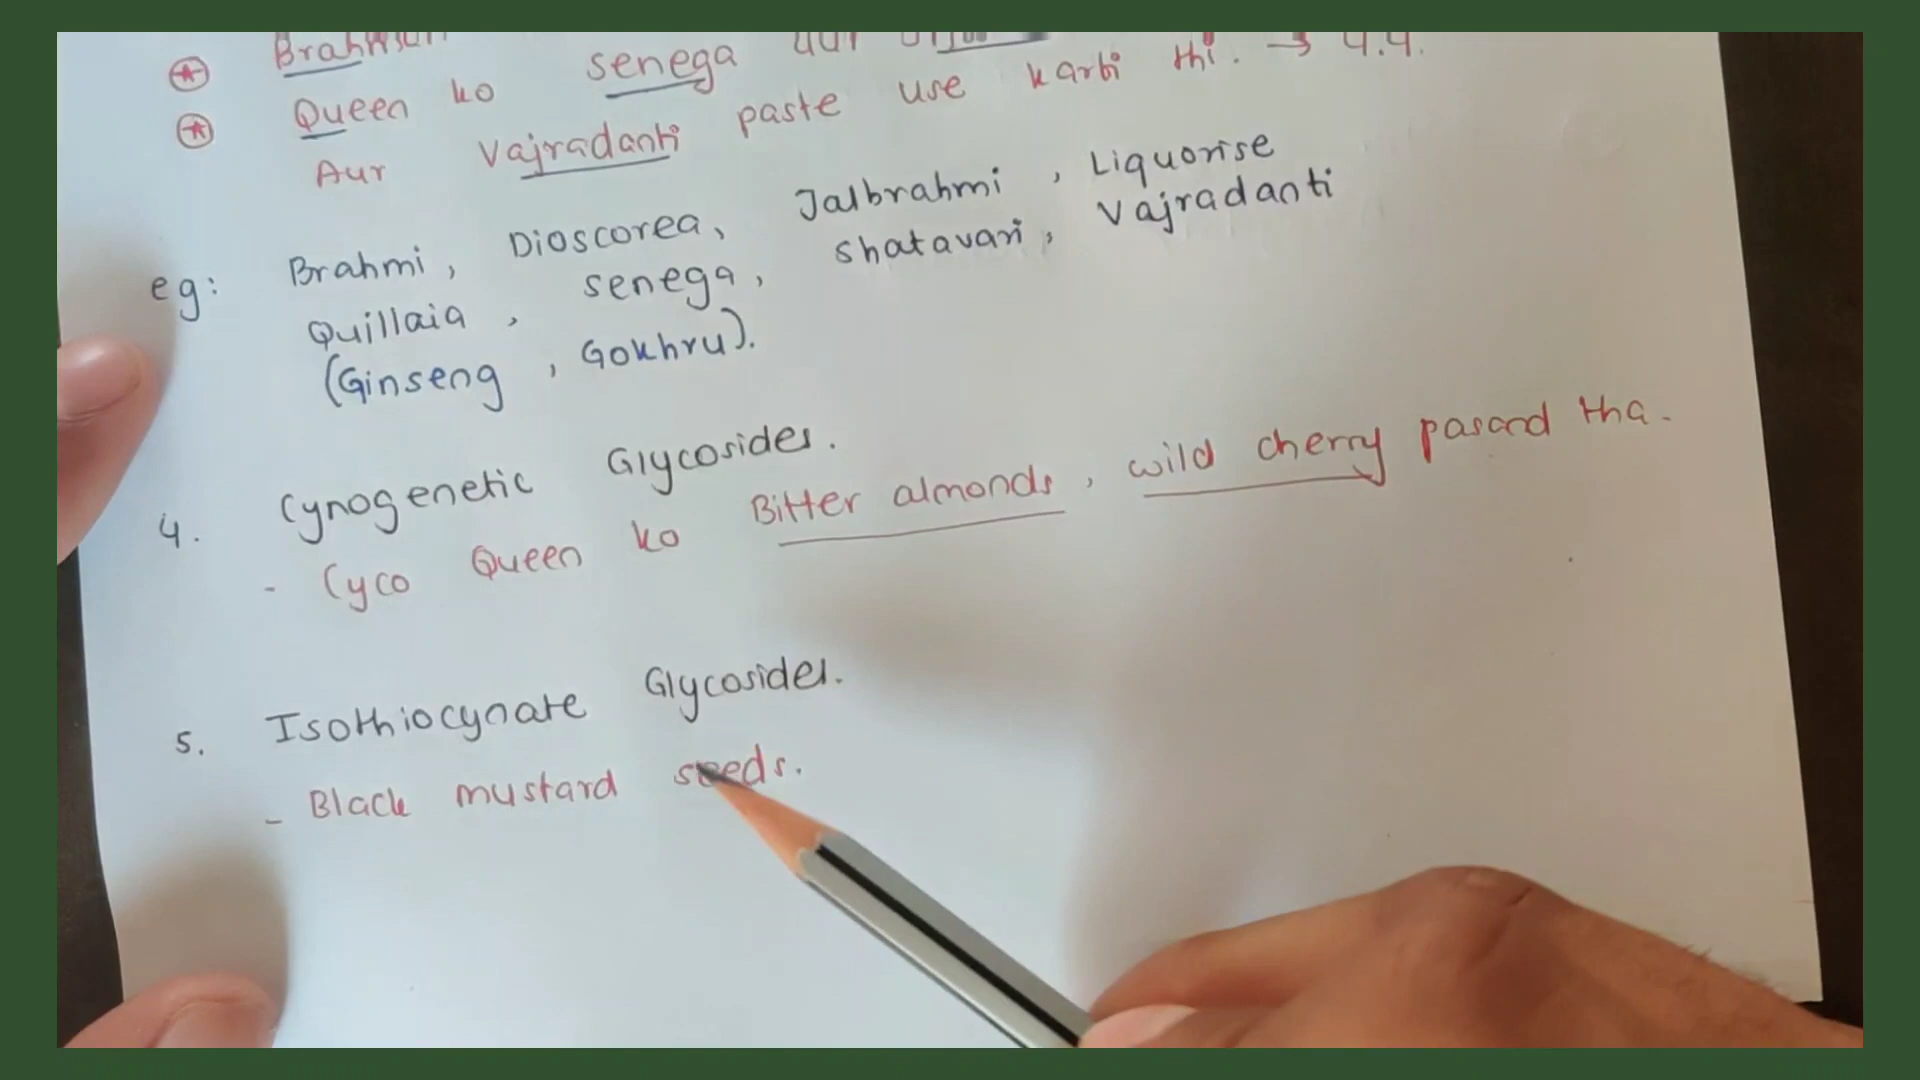 Queen ko senega aur
Aur Vajradanti paste use karti thi. → 4.4.
eg: Brahmi, Dioscorea, Jalbrahmi, Liquorise
Quillaia, senega, shatavari, Vajradanti
(Ginseng, Gokhru).
4. Cynogenetic Glycosides.
- Cyco Queen ko Bitter almonds, wild cherry pasand tha.
5. Isothiocynate Glycosides.
- Black mustard seeds.